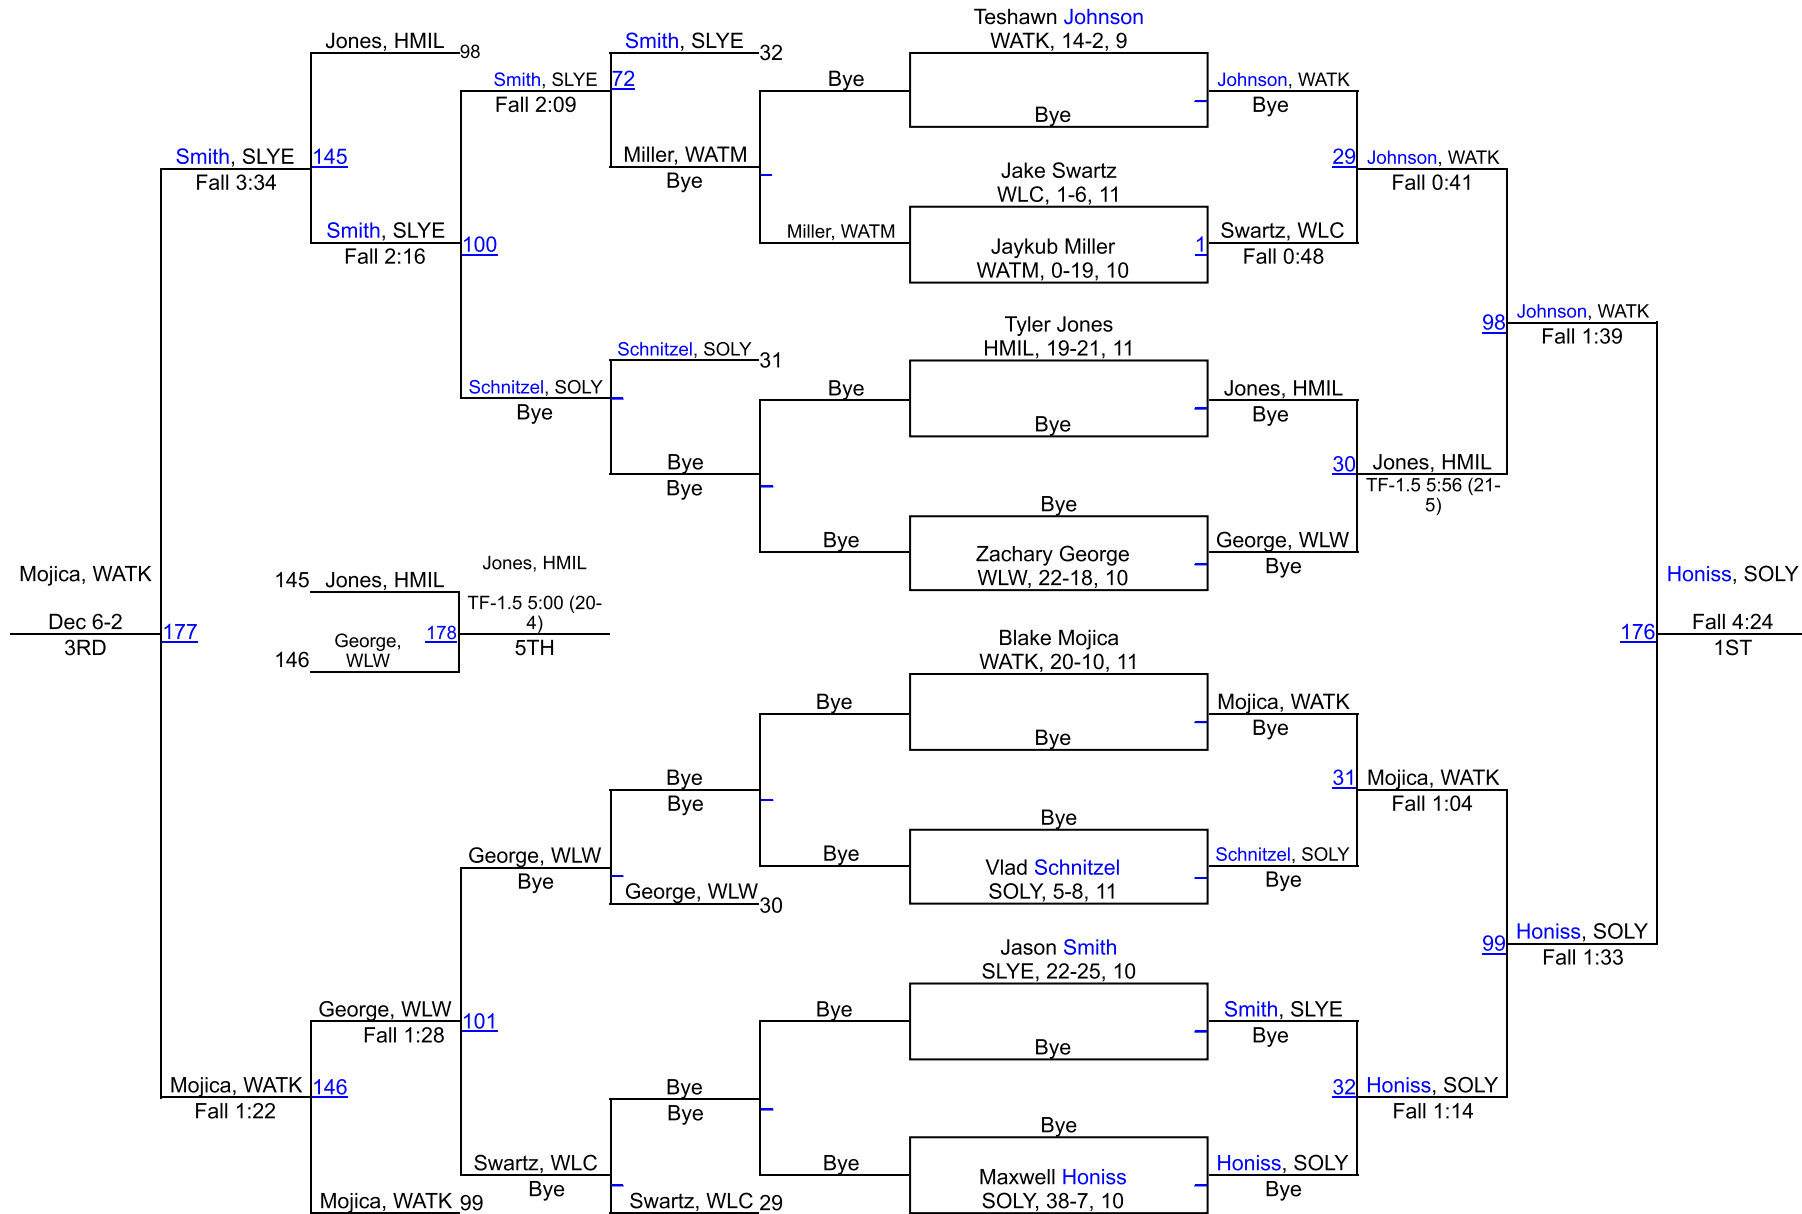 Teshawn Johnson
WATK, 14-2, 9
Jones, HMIL
98
Smith, SLYE
32
Smith, SLYE
72
Fall 2:09
Bye
Bye
Johnson, WATK
Bye
Smith, SLYE
145
Fall 3:34
Miller, WATM
Bye
Jake Swartz
WLC, 1-6, 11
29
Johnson, WATK
Fall 0:41
Smith, SLYE
Fall 2:16
100
Miller, WATM
Jaykub Miller
WATM, 0-19, 10
1
Swartz, WLC
Fall 0:48
Tyler Jones
HMIL, 19-21, 11
98
Johnson, WATK
Fall 1:39
Schnitzel, SOLY
31
Schnitzel, SOLY
Bye
Bye
Bye
Jones, HMIL
Bye
Bye
Bye
30
Jones, HMIL
TF-1.5 5:56 (21-
5)
Bye
Bye
Zachary George
WLW, 22-18, 10
George, WLW
Bye
Mojica, WATK
Dec 6-2
3RD
177
145
Jones, HMIL
146
George,
WLW
178
Jones, HMIL
TF-1.5 5:00 (20-
4)
5TH
Honiss, SOLY
176
Fall 4:24
1ST
Blake Mojica
WATK, 20-10, 11
Bye
Bye
Mojica, WATK
Bye
Bye
Bye
31
Mojica, WATK
Fall 1:04
Bye
Bye
Vlad Schnitzel
SOLY, 5-8, 11
Schnitzel, SOLY
Bye
George, WLW
Bye
George, WLW
30
Jason Smith
SLYE, 22-25, 10
99
Honiss, SOLY
Fall 1:33
George, WLW
Fall 1:28
101
Bye
Bye
Smith, SLYE
Bye
Mojica, WATK
Fall 1:22
146
Bye
Bye
32
Honiss, SOLY
Fall 1:14
Bye
Swartz, WLC
Bye
Bye
Maxwell Honiss
SOLY, 38-7, 10
Honiss, SOLY
Bye
Mojica, WATK
99
Swartz, WLC
29